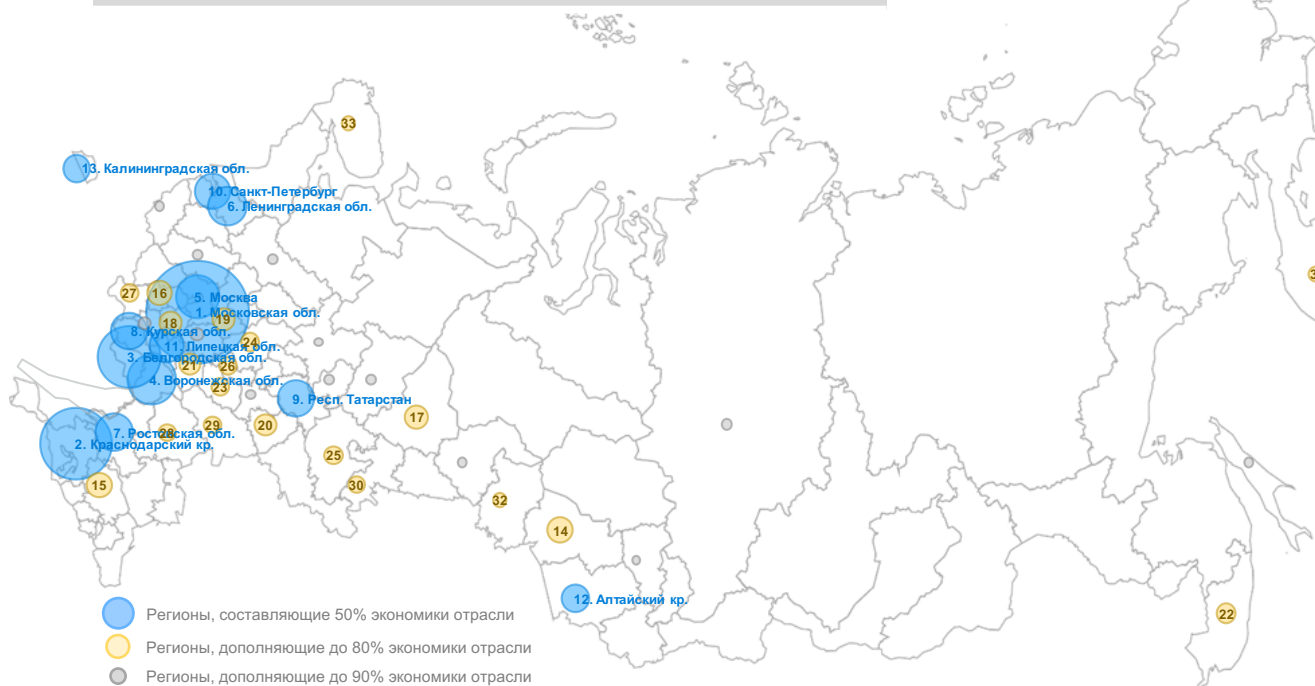 33
13. Калининградская обл.
10. Санкт-Петербург
6. Ленинградская обл.
27
16
5. Москва
1. Московская обл.
18
19
8. Курская обл.
24
11. Липецкая обл.
3. Белгородская обл.
21
26
4. Воронежская обл.
23
9. Респ. Татарстан
17
20
29
28
7. Ростовская обл.
2. Краснодарский кр.
25
15
30
32
14
12. Алтайский кр.
22
Регионы, составляющие 50% экономики отрасли
Регионы, дополняющие до 80% экономики отрасли
Регионы, дополняющие до 90% экономики отрасли